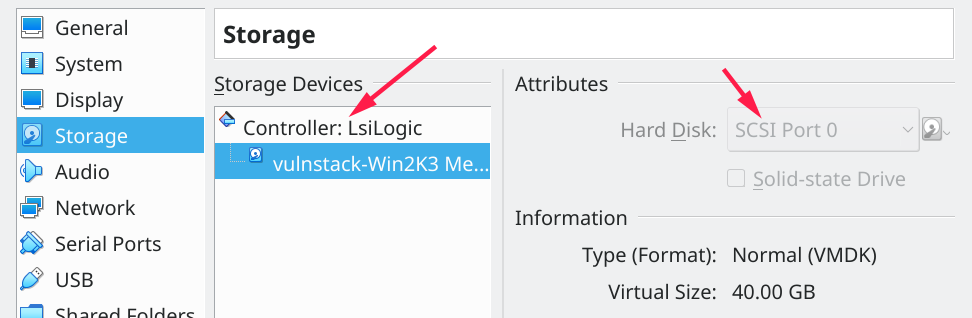 General
System
Display
Storage
Audio
Network
Serial Ports
USB
Shared Folders
Storage
Storage Devices
Controller: LsiLogic
vulnstack-Win2K3 Me...
Attributes
Hard Disk: SCSI Port 0
Solid-state Drive
Information
Type (Format): Normal (VMDK)
Virtual Size: 40.00 GB